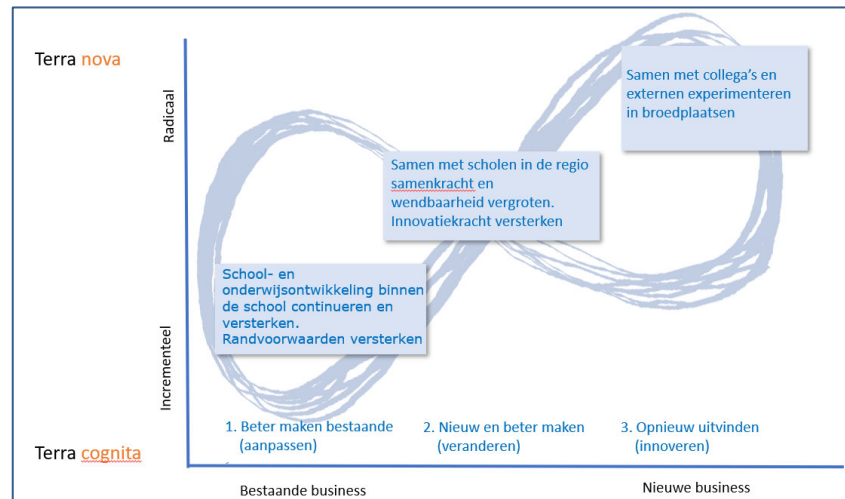 Terra nova
Radicaal
Samen met collega's en
externen experimenteren
in broedplaatsen
Samen met scholen in de regio
samenkracht en
wendbaarheid vergroten.
Innovatiekracht versterken
School- en
onderwijsontwikkeling binnen
de school continueren en
versterken.
Randvoorwaarden versterken
Incrementeel
Terra cognita
1. Beter maken bestaande
(aanpassen)
2. Nieuw en beter maken
(veranderen)
3. Opnieuw uitvinden
(innoveren)
Bestaande business
Nieuwe business